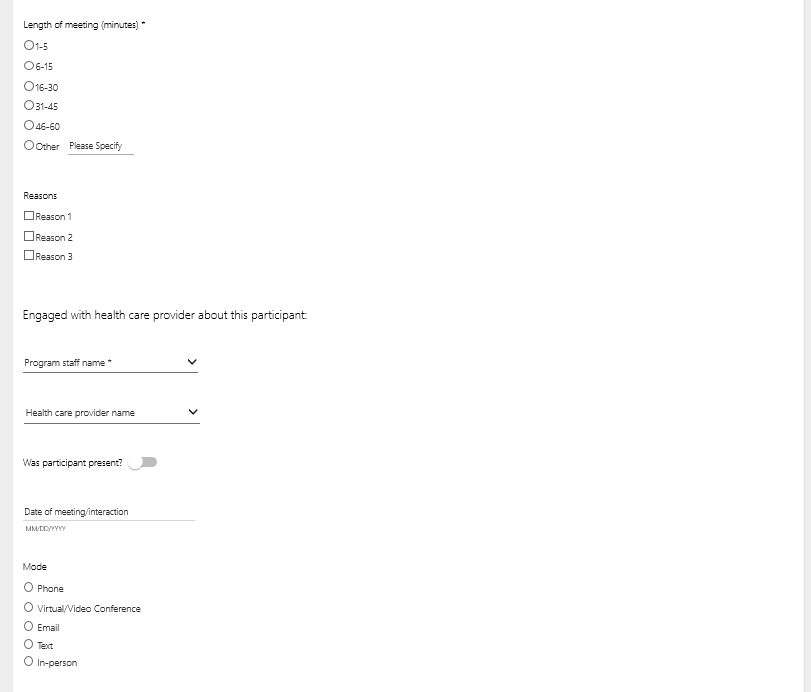 Length of meeting (minutes) *
1-5
6-15
16-30
31-45
46-60
Other Please Specify
Reasons
Reason 1
Reason 2
Reason 3
Engaged with health care provider about this participant:
Program staff name *
Health care provider name
Was participant present?
Date of meeting/interaction
MM/DD/YYYY
Mode
Phone
Virtual/Video Conference
Email
Text
In-person